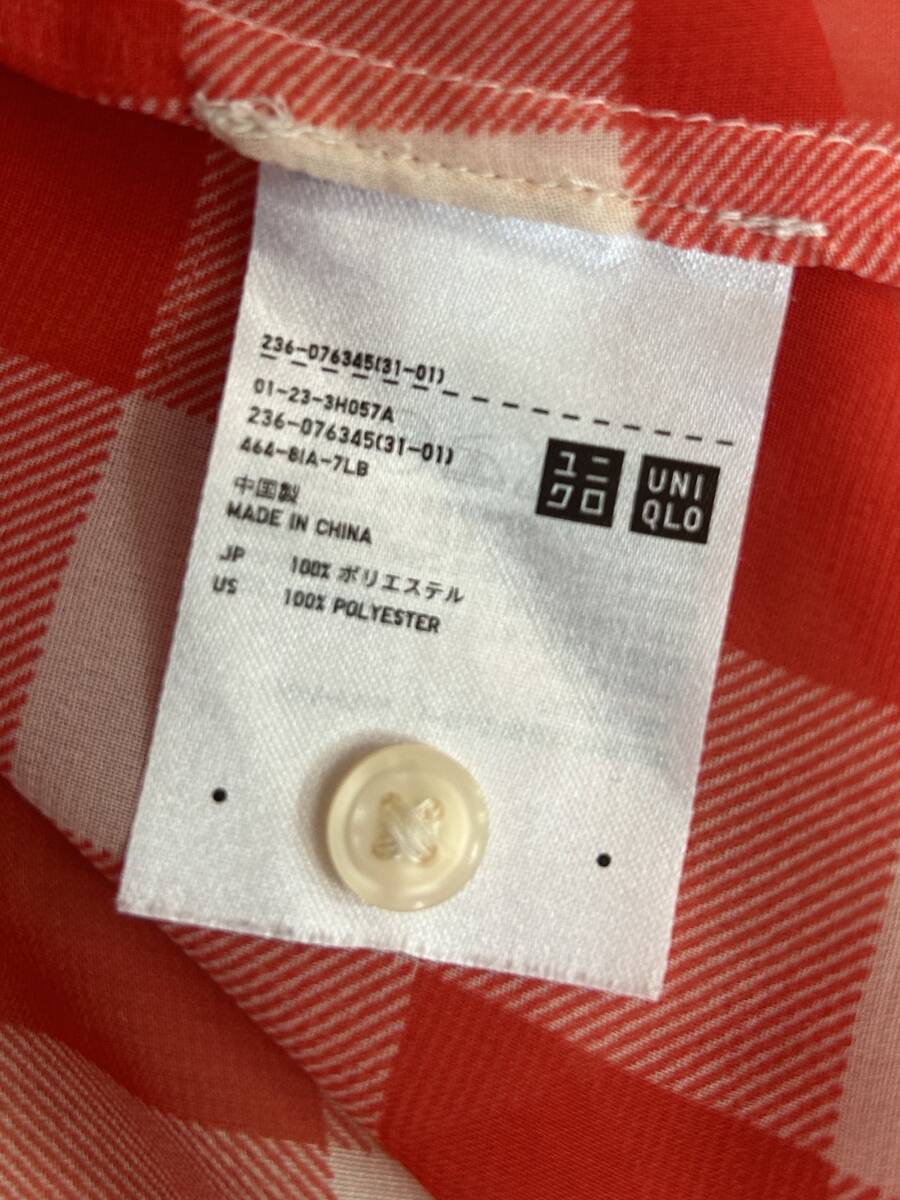 236-076345(31-01)
01-23-3H057A
236-076345(31-01)
464-8IA-7LB
中国製
MADE IN CHINA
JP 100% ポリエステル
US 100% POLYESTER
ユニ
クロ
UNI
QLO